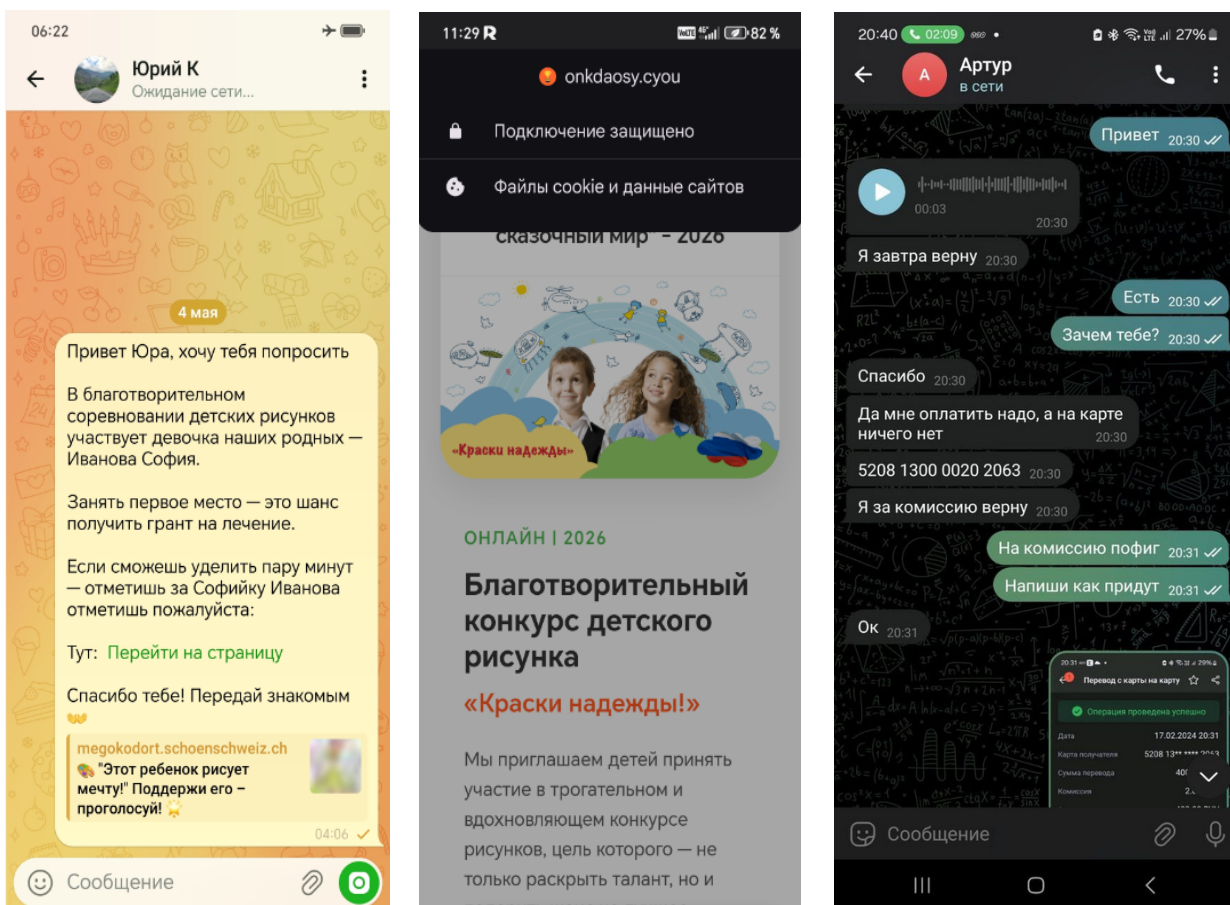 06:22
Юрий К
Ожидание сети...
4 мая
Привет Юра, хочу тебя попросить
В благотворительном
соревновании детских рисунков
участвует девочка наших родных —
Иванова София.
Занять первое место — это шанс
получить грант на лечение.
Если сможешь уделить пару минут
— отметишь за Софийку Иванова
отметишь пожалуйста:
Тут: Перейти на страницу
Спасибо тебе! Передай знакомым
megokodort.schoenschweiz.ch
"Этот ребенок рисует
мечту!" Поддержи его –
проголосуй!
04:06
Сообщение
11:29 R
82 %
onkdaosy.cyou
Подключение защищено
Файлы cookie и данные сайтов
сказочный мир" - 2026
«Краски надежды»
ОНЛАЙН | 2026
Благотворительный
конкурс детского
рисунка
«Краски надежды!»
Мы приглашаем детей принять
участие в трогательном и
вдохновляющем конкурсе
рисунков, цель которого — не
только раскрыть талант, но и
20:40 02:09
27%
А
Артур
в сети
Привет 20:30
00:03
20:30
Я завтра верну 20:30
Есть 20:30
Зачем тебе? 20:30
Спасибо 20:30
Да мне оплатить надо, а на карте
ничего нет 20:30
5208 1300 0020 2063 20:30
Я за комиссию верну 20:30
На комиссию пофиг 20:31
Напиши как придут 20:31
Ок 20:31
20:31
29%
Перевод с карты на карту
Операция проведена успешно
Дата 17.02.2024 20:31
Карта получателя 5208 13** **** 2063
Сумма перевода
Комиссия
Сообщение